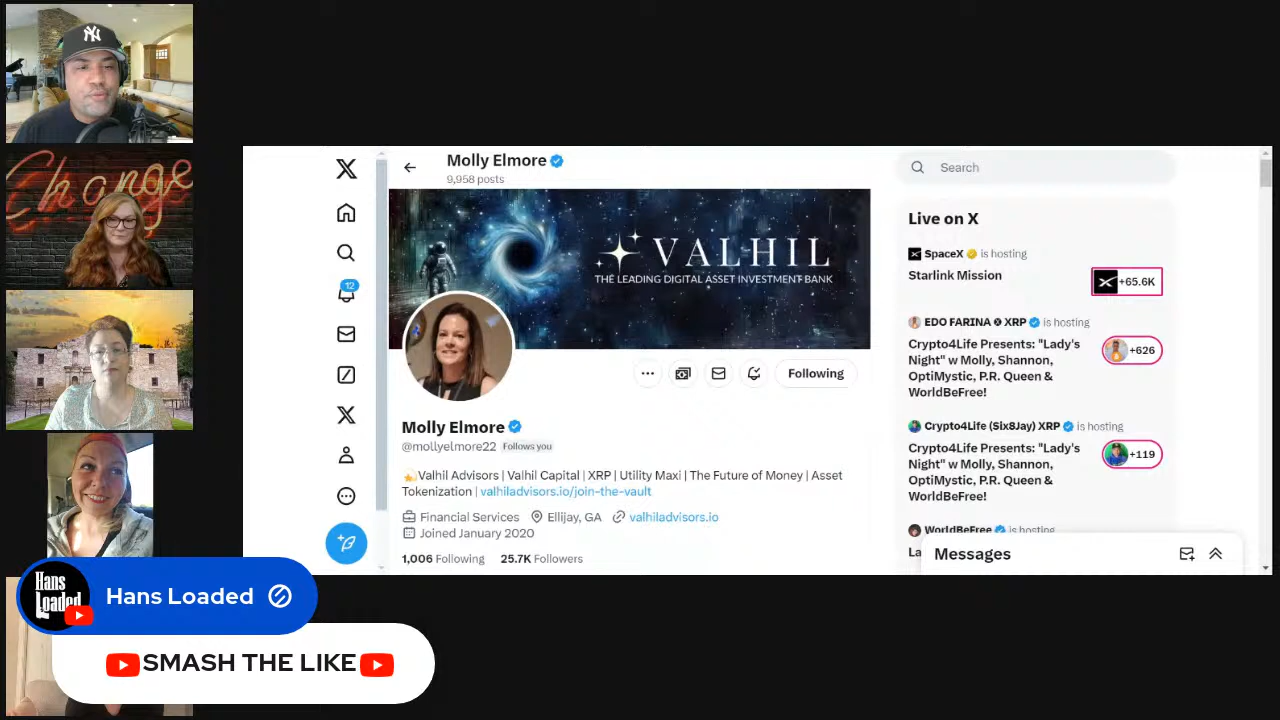 NY
Change
Molly Elmore
9,958 posts
VALHIL
THE LEADING DIGITAL ASSET INVESTMENT BANK
Following
Molly Elmore
@mollyelmore22 Follows you
💫Valhil Advisors | Valhil Capital | XRP | Utility Maxi | The Future of Money | Asset
Tokenization | valhiladvisors.io/join-the-vault
Financial Services Ellijay, GA valhiladvisors.io
Joined January 2020
1,006 Following 25.7K Followers
12
Search
Live on X
SpaceX is hosting
Starlink Mission
+65.6K
EDO FARINA 🅧 XRP is hosting
Crypto4Life Presents: "Lady's
Night" w Molly, Shannon,
OptiMystic, P.R. Queen &
WorldBeFree!
+626
Crypto4Life (Six8Jay) XRP is hosting
Crypto4Life Presents: "Lady's
Night" w Molly, Shannon,
OptiMystic, P.R. Queen &
WorldBeFree!
+119
WorldBeFree is hosting
La
Messages
Hans
Loaded
Hans Loaded
SMASH THE LIKE